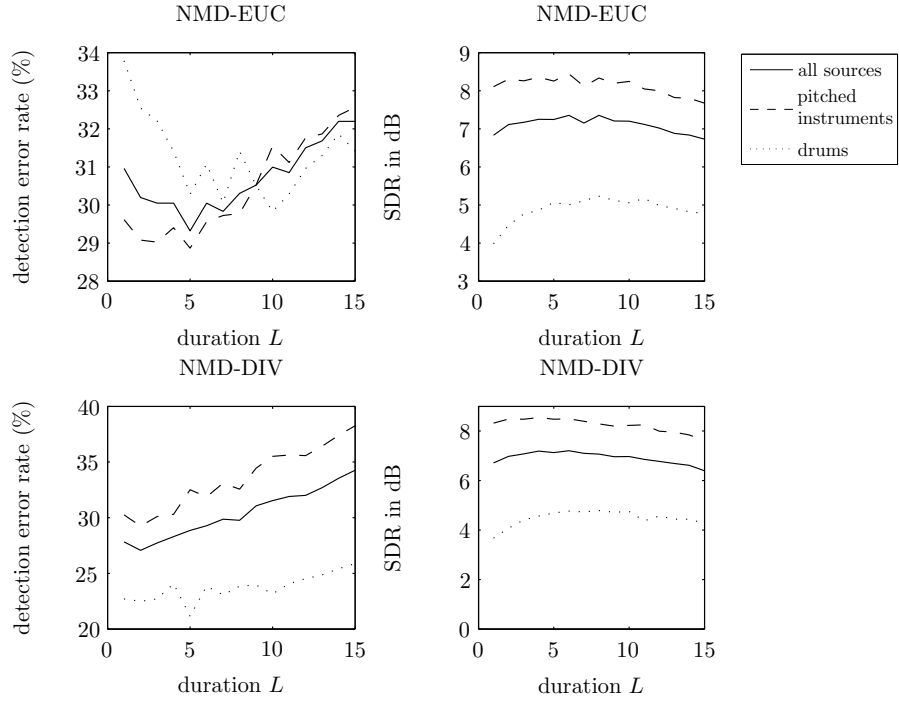 NMD-EUC
34
33
32
31
30
29
28
0
5
10
15
detection error rate (%)
duration L
NMD-EUC
9
8
7
6
5
4
3
0
5
10
15
SDR in dB
duration L
all sources
pitched
instruments
drums
NMD-DIV
40
35
30
25
20
0
5
10
15
detection error rate (%)
duration L
NMD-DIV
8
6
4
2
0
0
5
10
15
SDR in dB
duration L